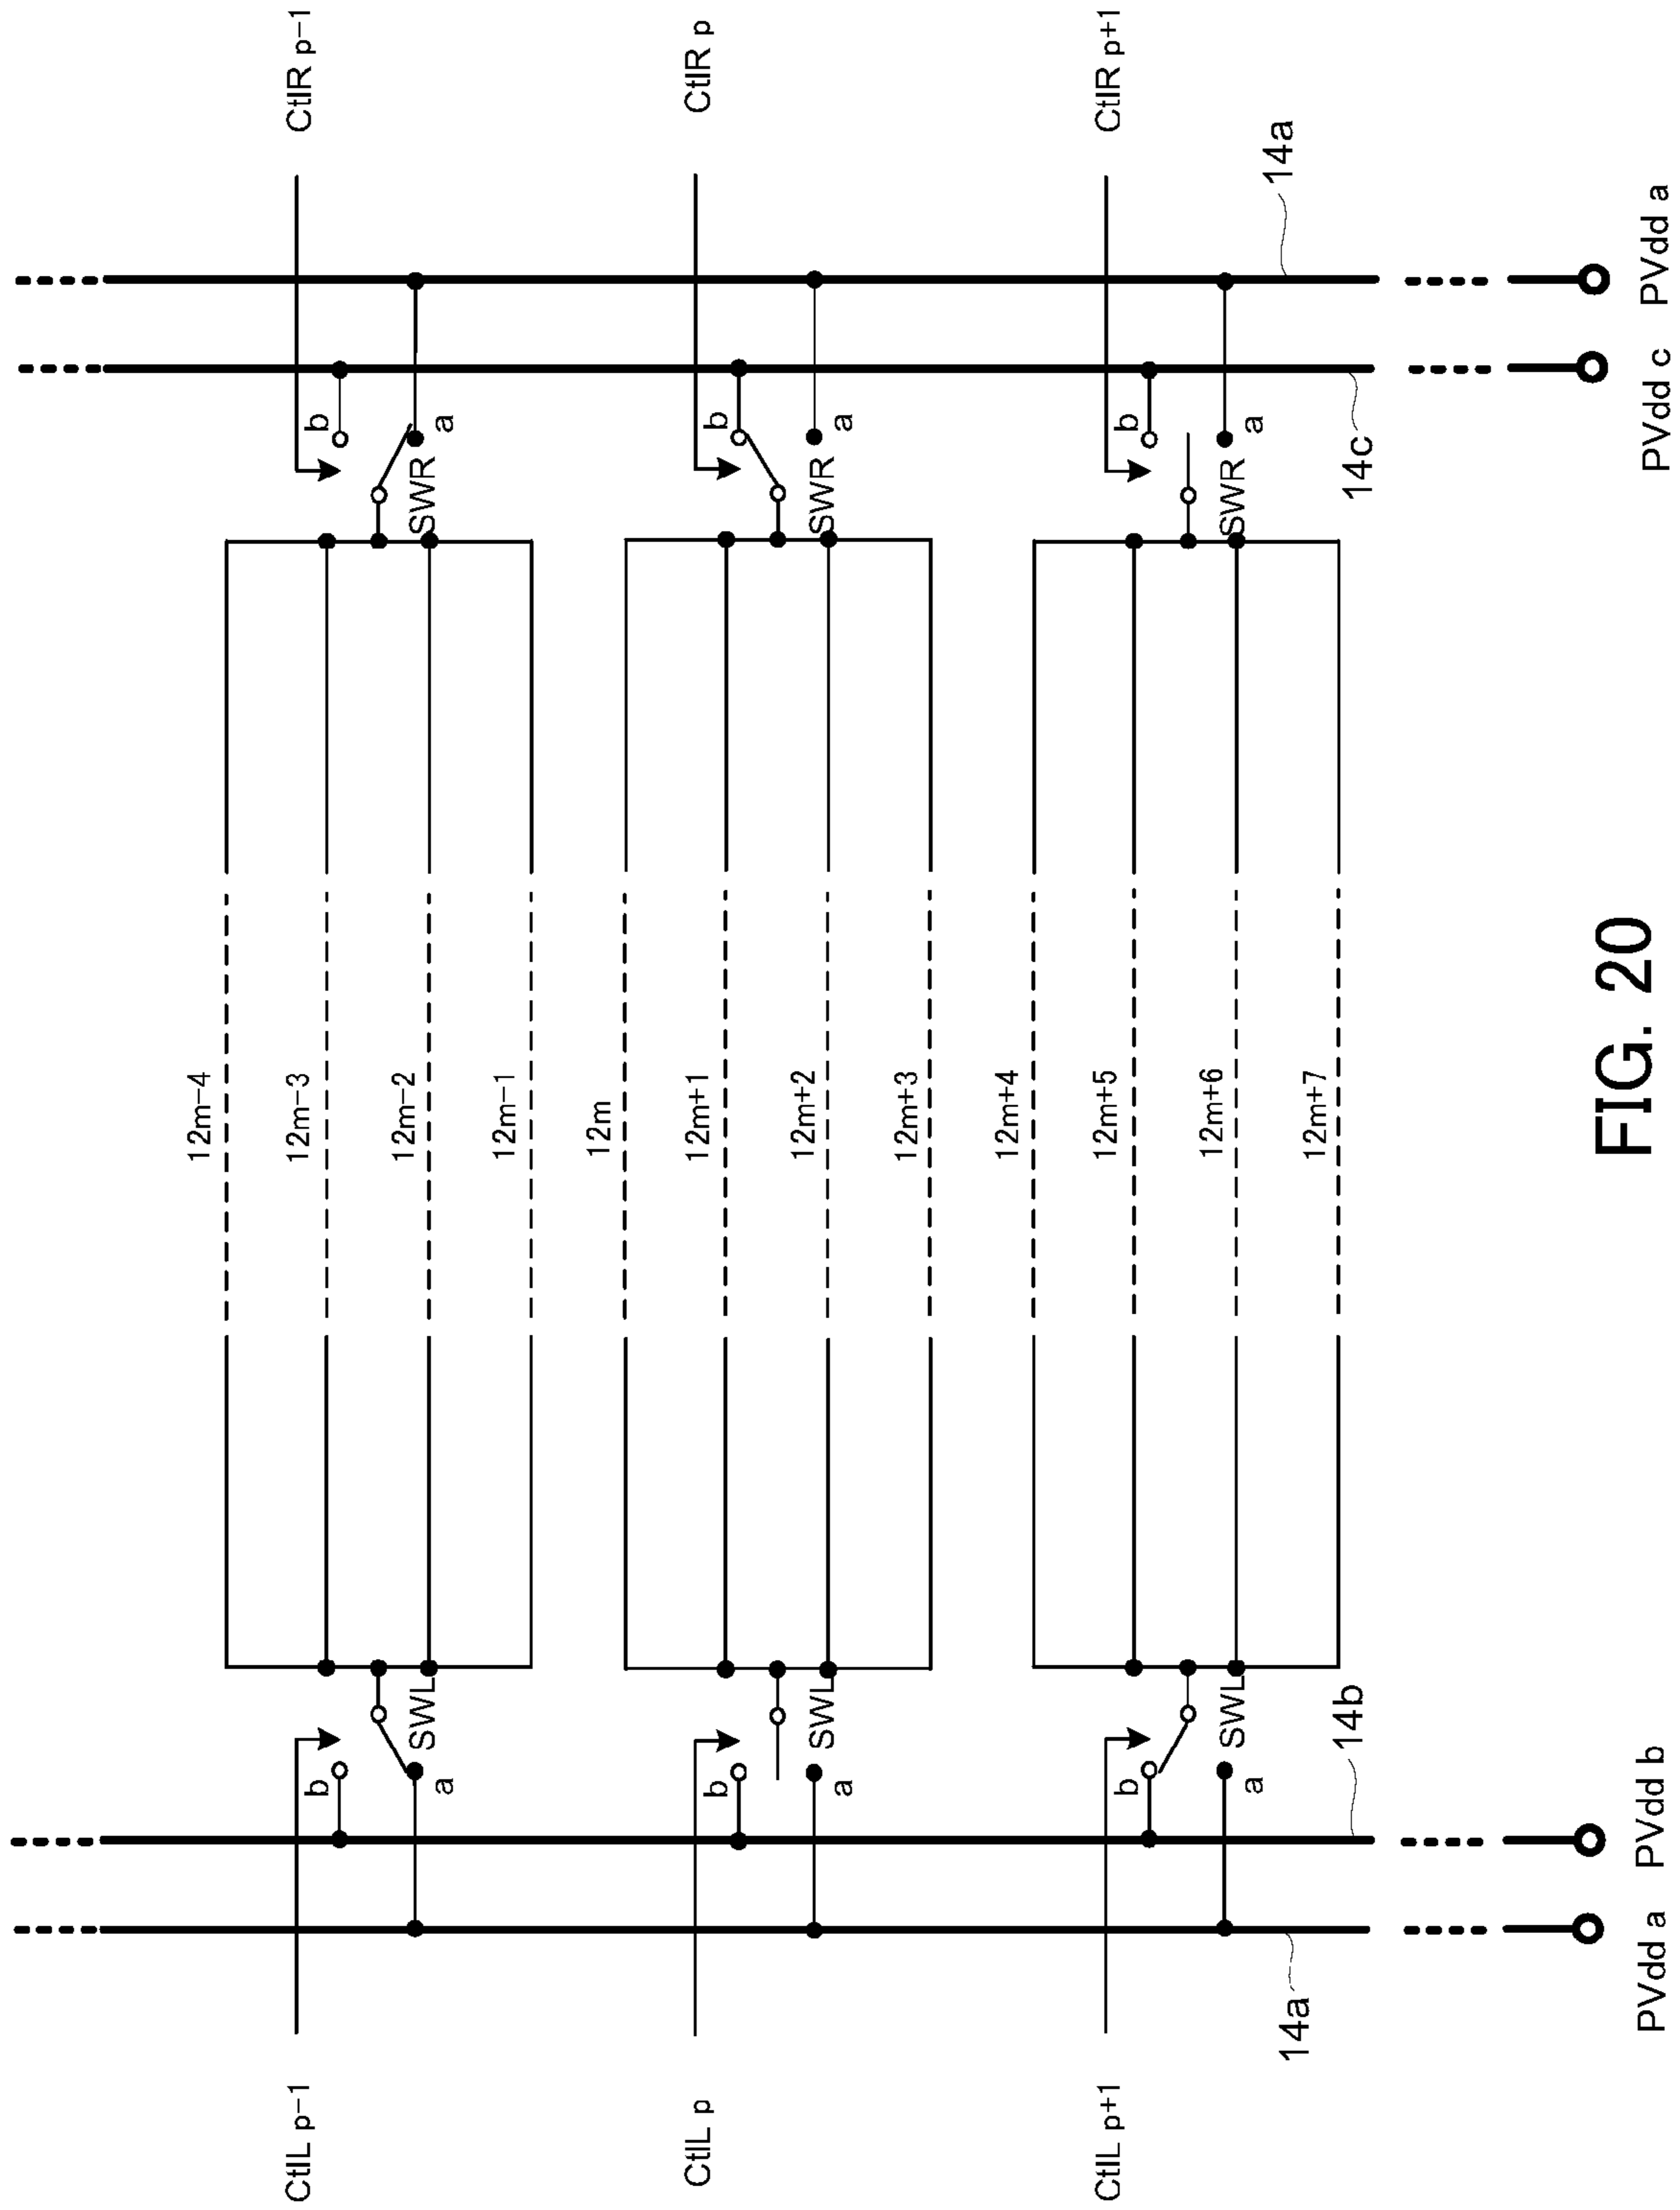 CtlL p-1
CtlR p-1
12m-4
12m-3
12m-2
12m-1
b
a
SWL
b
a
SWR
CtlL p
CtlR p
12m
12m+1
12m+2
12m+3
b
a
SWL
b
a
SWR
CtlL p+1
CtlR p+1
12m+4
12m+5
12m+6
12m+7
b
a
SWL
b
a
SWR
14a
14b
14c
14a
PVdd a
PVdd b
PVdd c
PVdd a
FIG. 20